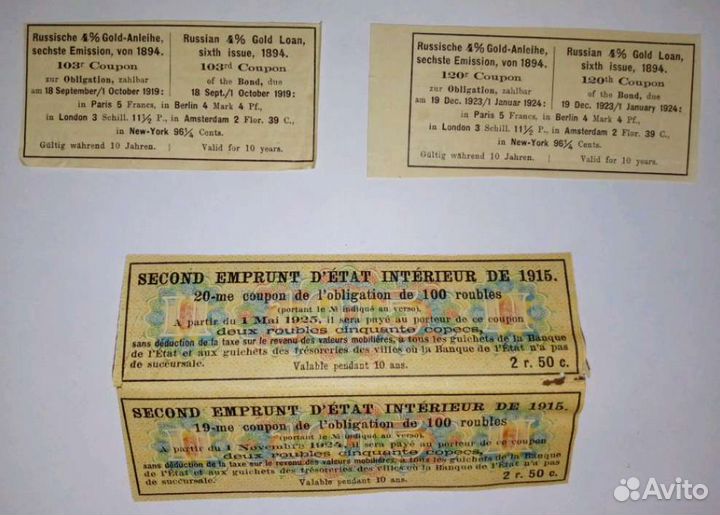 Russische 4% Gold-Anleihe,
sechste Emission, von 1894.
103r Coupon
zur Obligation, zahlbar
am 18 September/1 October 1919:
Russian 4% Gold Loan,
sixth issue, 1894.
103rd Coupon
of the Bond, due
18 Sept./1 October 1919:
in Paris 5 Francs, in Berlin 4 Mark 4 Pf.,
in London 3 Schill. 11½ P., in Amsterdam 2 Flor. 39 C.,
in New-York 96¼ Cents.
Gültig während 10 Jahren.
Valid for 10 years.
Russische 4% Gold-Anleihe,
sechste Emission, von 1894.
120r Coupon
zur Obligation, zahlbar
am 19 Dec. 1923/1 Januar 1924:
Russian 4% Gold Loan,
sixth issue, 1894.
120th Coupon
of the Bond, due
19 Dec. 1923/1 January 1924:
in Paris 5 Francs, in Berlin 4 Mark 4 Pf.,
in London 3 Schill. 11½ P., in Amsterdam 2 Flor. 39 C.,
in New-York 96¼ Cents.
Gültig während 10 Jahren.
Valid for 10 years.
SECOND EMPRUNT D'ÉTAT INTÉRIEUR DE 1915.
20-me coupon de l'obligation de 100 roubles
(portant le № indiqué au verso).
A partir du 1 Mai 1925, il sera payé au porteur de ce coupon
deux roubles cinquante copecs,
sans déduction de la taxe sur le revenu des valeurs mobilières, à tous les guichets de la Banque
de l'État et aux guichets des trésoreries des villes où la Banque de l'État n'a pas
de succursale.
Valable pendant 10 ans.
2 r. 50 c.
SECOND EMPRUNT D'ÉTAT INTÉRIEUR DE 1915.
19-me coupon de l'obligation de 100 roubles
(portant le № indiqué au verso).
A partir du 1 Novembre 1924, il sera payé au porteur de ce coupon
deux roubles cinquante copecs,
sans déduction de la taxe sur le revenu des valeurs mobilières, à tous les guichets de la Banque
de l'État et aux guichets des trésoreries des villes où la Banque de l'État n'a pas
de succursale.
Valable pendant 10 ans.
2 r. 50 c.
Avito